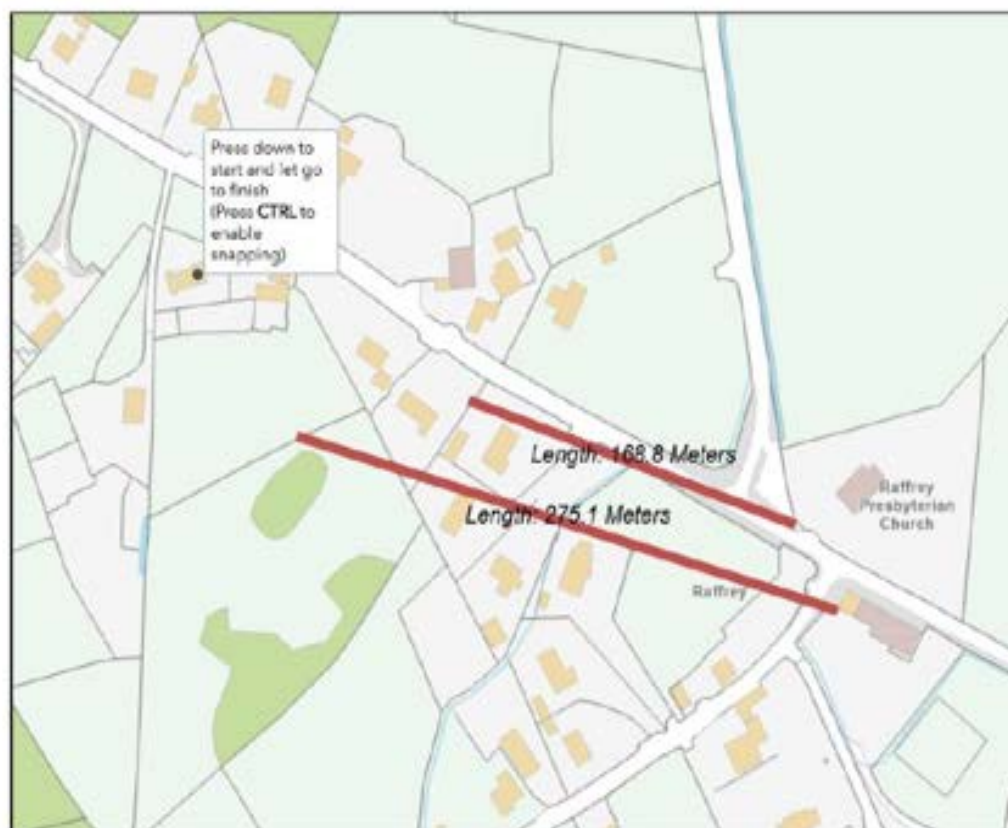 Press down to
start and let go
to finish
(Press CTRL to
enable
snapping)
Length: 168.8 Meters
Raffrey
Presbyterian
Church
Length: 275.1 Meters
Raffrey